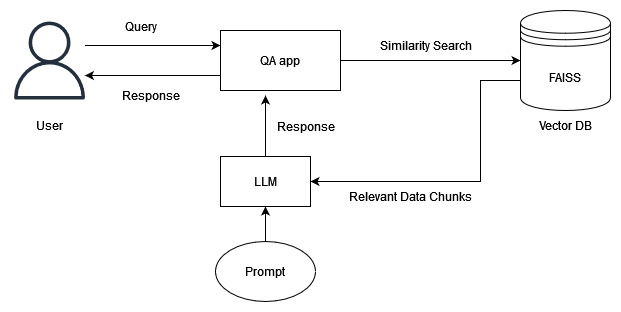 Query
QA app
Similarity Search
FAISS
Response
User
Response
Vector DB
LLM
Relevant Data Chunks
Prompt